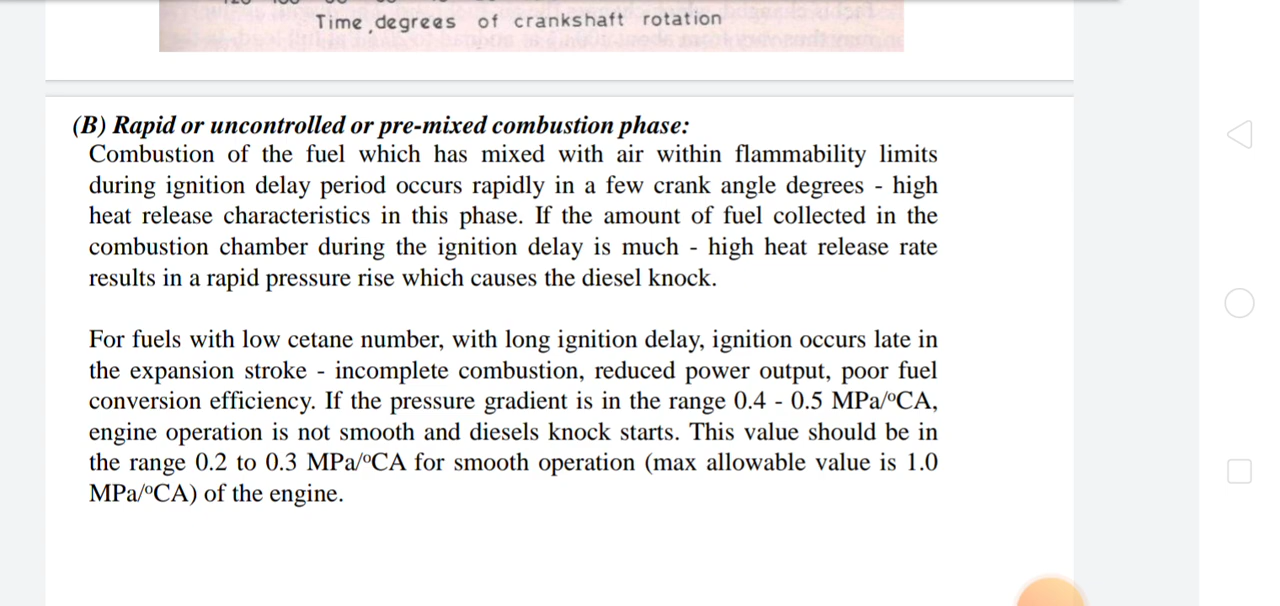 Time, degrees of crankshaft rotation
(B) Rapid or uncontrolled or pre-mixed combustion phase:
Combustion of the fuel which has mixed with air within flammability limits
during ignition delay period occurs rapidly in a few crank angle degrees - high
heat release characteristics in this phase. If the amount of fuel collected in the
combustion chamber during the ignition delay is much - high heat release rate
results in a rapid pressure rise which causes the diesel knock.
For fuels with low cetane number, with long ignition delay, ignition occurs late in
the expansion stroke - incomplete combustion, reduced power output, poor fuel
conversion efficiency. If the pressure gradient is in the range 0.4 - 0.5 MPa/ºCA,
engine operation is not smooth and diesels knock starts. This value should be in
the range 0.2 to 0.3 MPa/ºCA for smooth operation (max allowable value is 1.0
MPa/ºCA) of the engine.